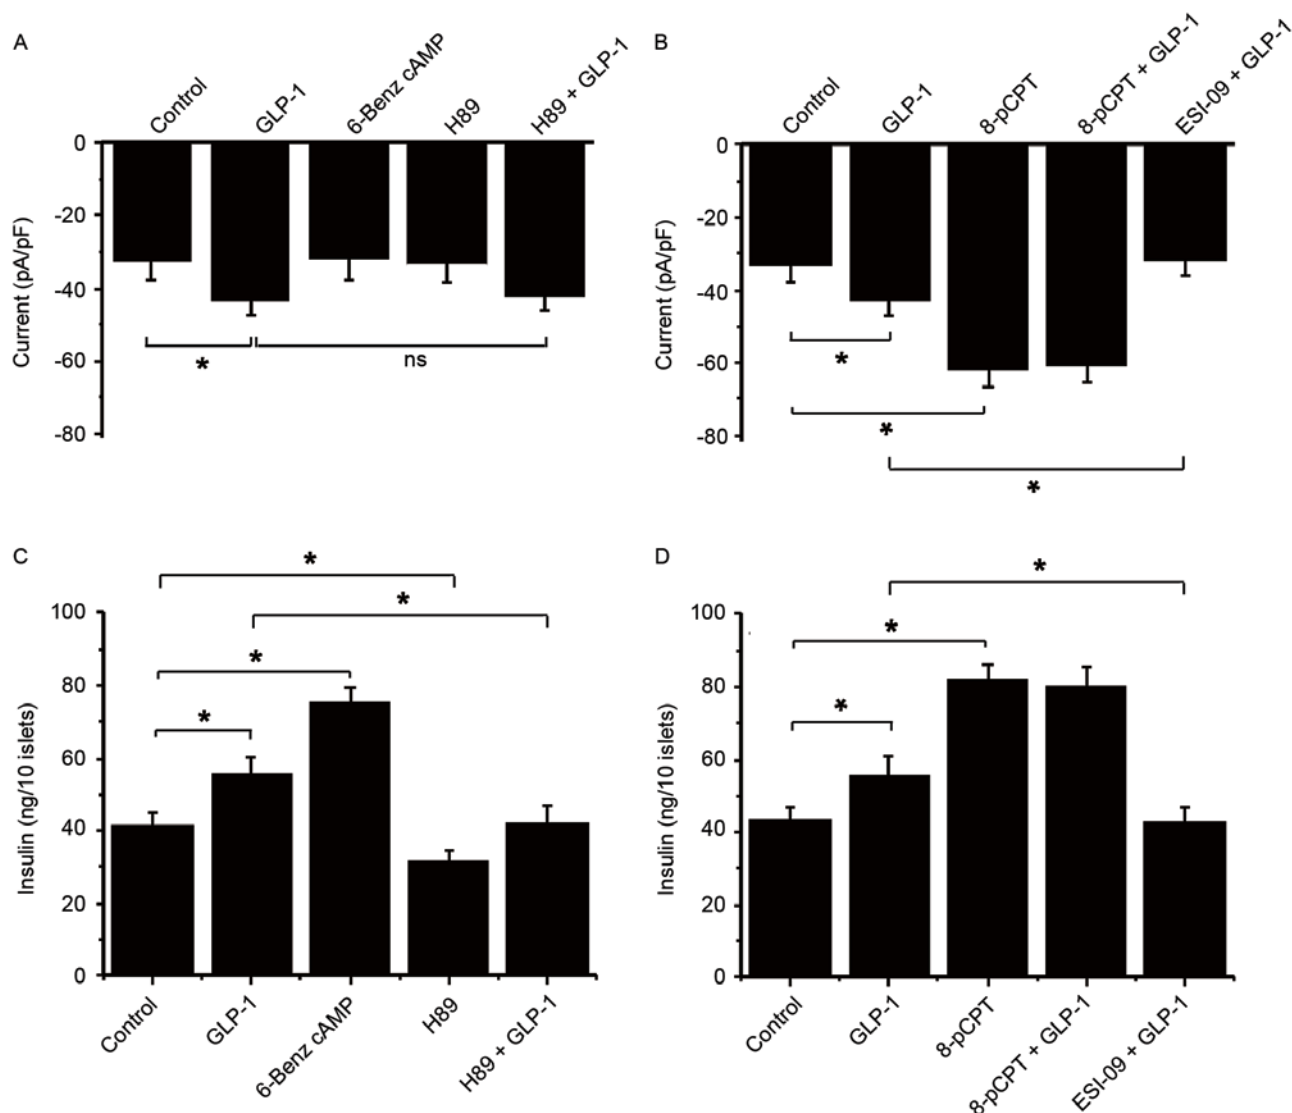 A
Control
GLP-1
6-Benz cAMP
H89
H89 + GLP-1
0
-20
-40
-60
-80
Current (pA/pF)
*
ns
B
Control
GLP-1
8-pCPT
8-pCPT + GLP-1
ESI-09 + GLP-1
0
-20
-40
-60
-80
Current (pA/pF)
*
*
*
C
*
*
*
*
100
80
60
40
20
0
Insulin (ng/10 islets)
Control
GLP-1
6-Benz cAMP
H89
H89 + GLP-1
D
*
*
*
100
80
60
40
20
0
Insulin (ng/10 islets)
Control
GLP-1
8-pCPT
8-pCPT + GLP-1
ESI-09 + GLP-1